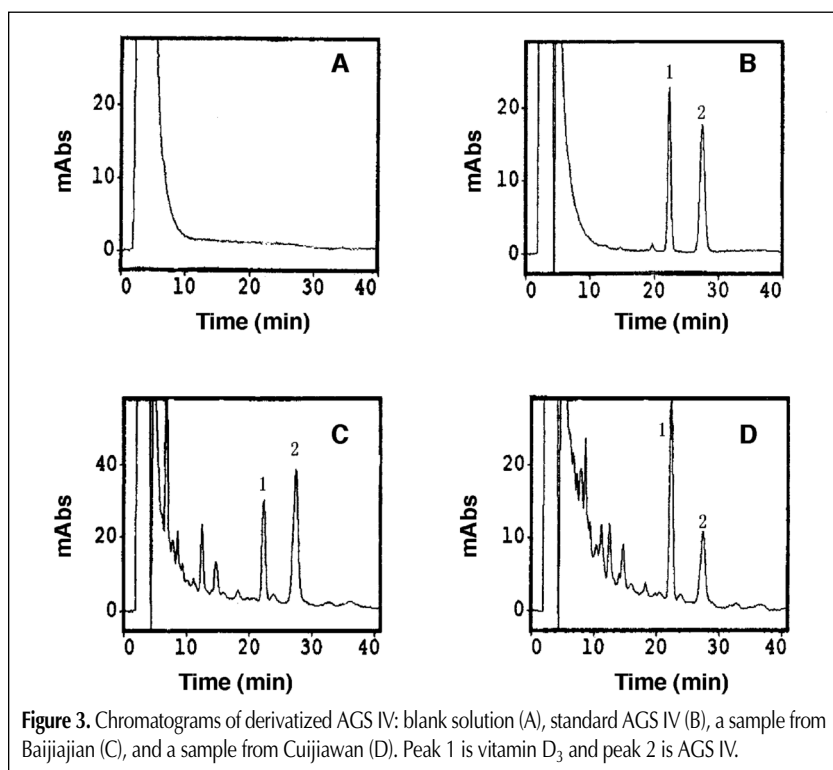 A
B
20
10
0
mAbs
0 10 20 30 40
Time (min)
1
2
20
10
0
mAbs
0 10 20 30 40
Time (min)
C
D
40
20
0
mAbs
1
2
0 10 20 30 40
Time (min)
20
10
0
mAbs
1
2
0 10 20 30 40
Time (min)
Figure 3. Chromatograms of derivatized AGS IV: blank solution (A), standard AGS IV (B), a sample from
Baijiajian (C), and a sample from Cuijiawan (D). Peak 1 is vitamin D₃ and peak 2 is AGS IV.